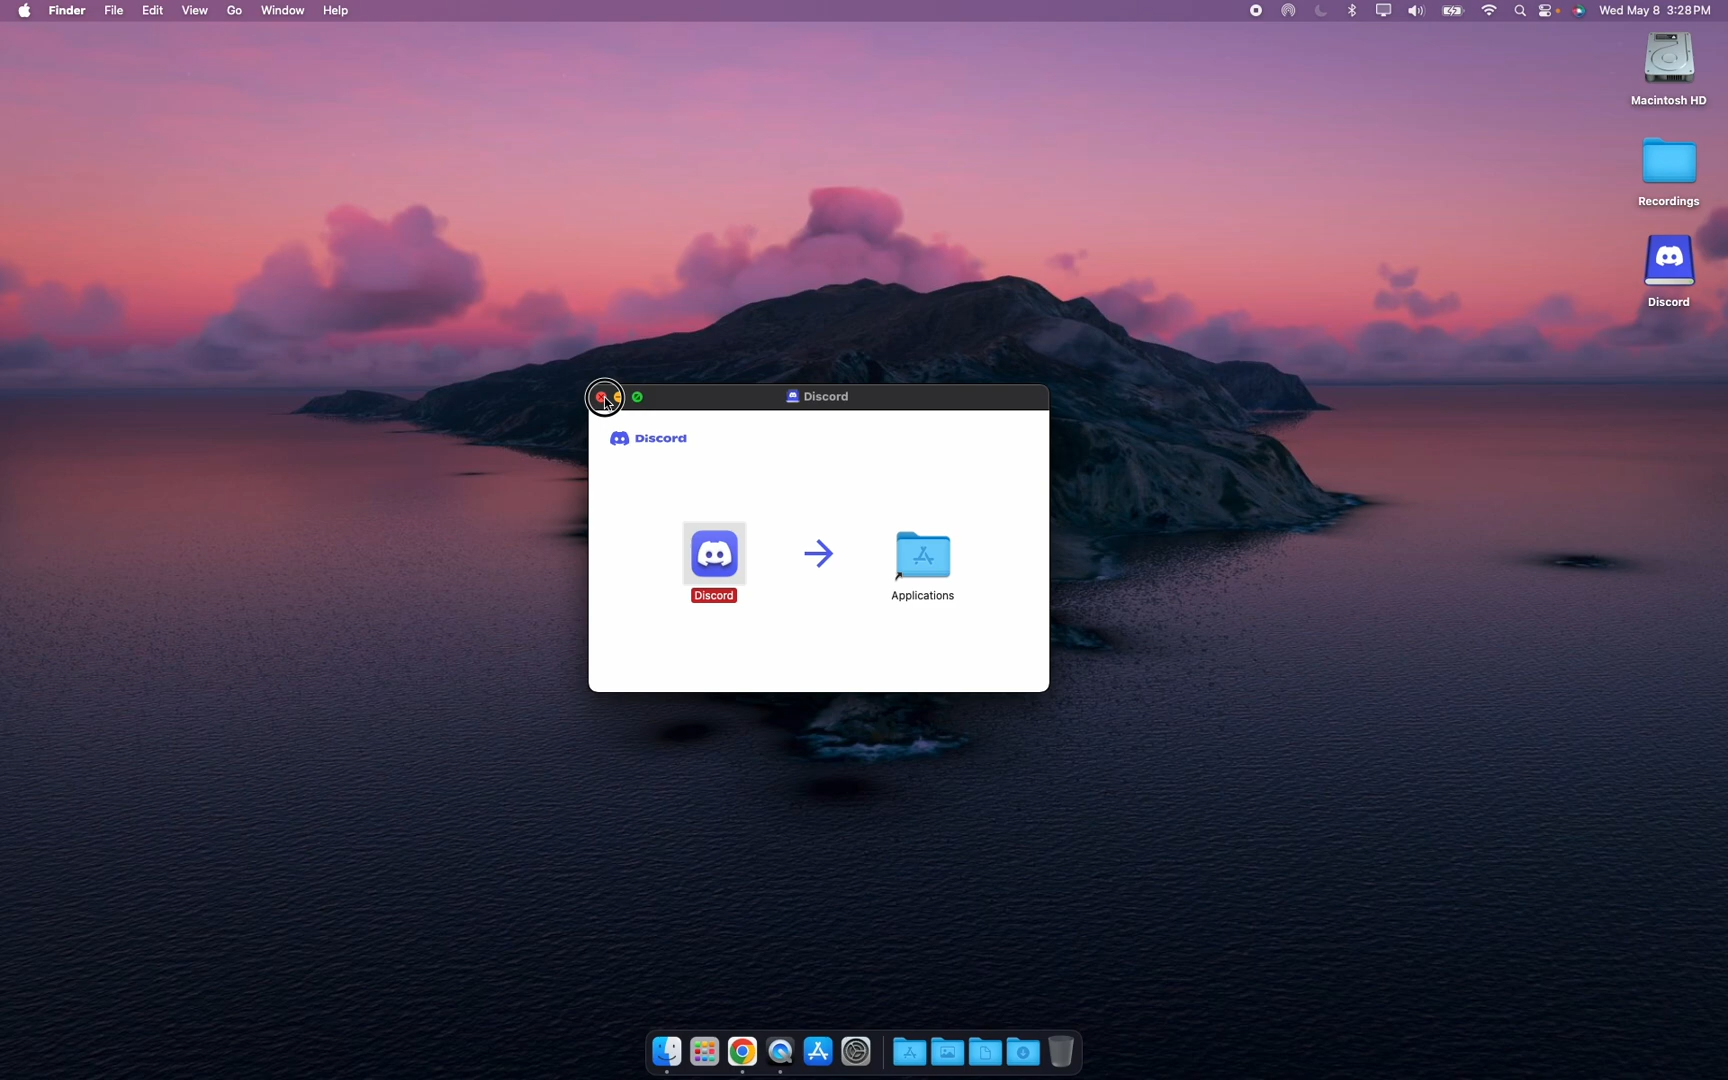 Finder File Edit View Go Window Help Wed May 8 3:28 PM
Macintosh HD
Recordings
Discord
Discord
Discord
Discord
Applications